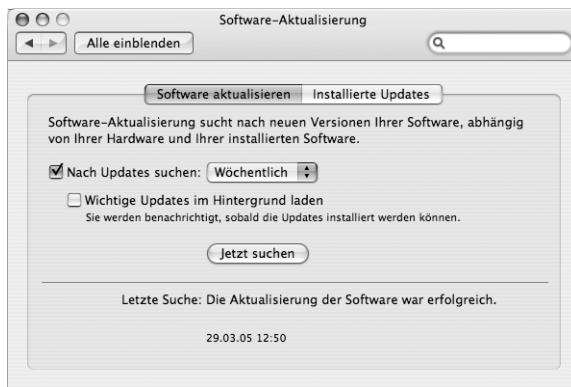 Software-Aktualisierung
Alle einblenden
Software aktualisieren Installierte Updates
Software-Aktualisierung sucht nach neuen Versionen Ihrer Software, abhängig
von Ihrer Hardware und Ihrer installierten Software.
Nach Updates suchen: Wöchentlich
Wichtige Updates im Hintergrund laden
Sie werden benachrichtigt, sobald die Updates installiert werden können.
Jetzt suchen
Letzte Suche: Die Aktualisierung der Software war erfolgreich.
29.03.05 12:50